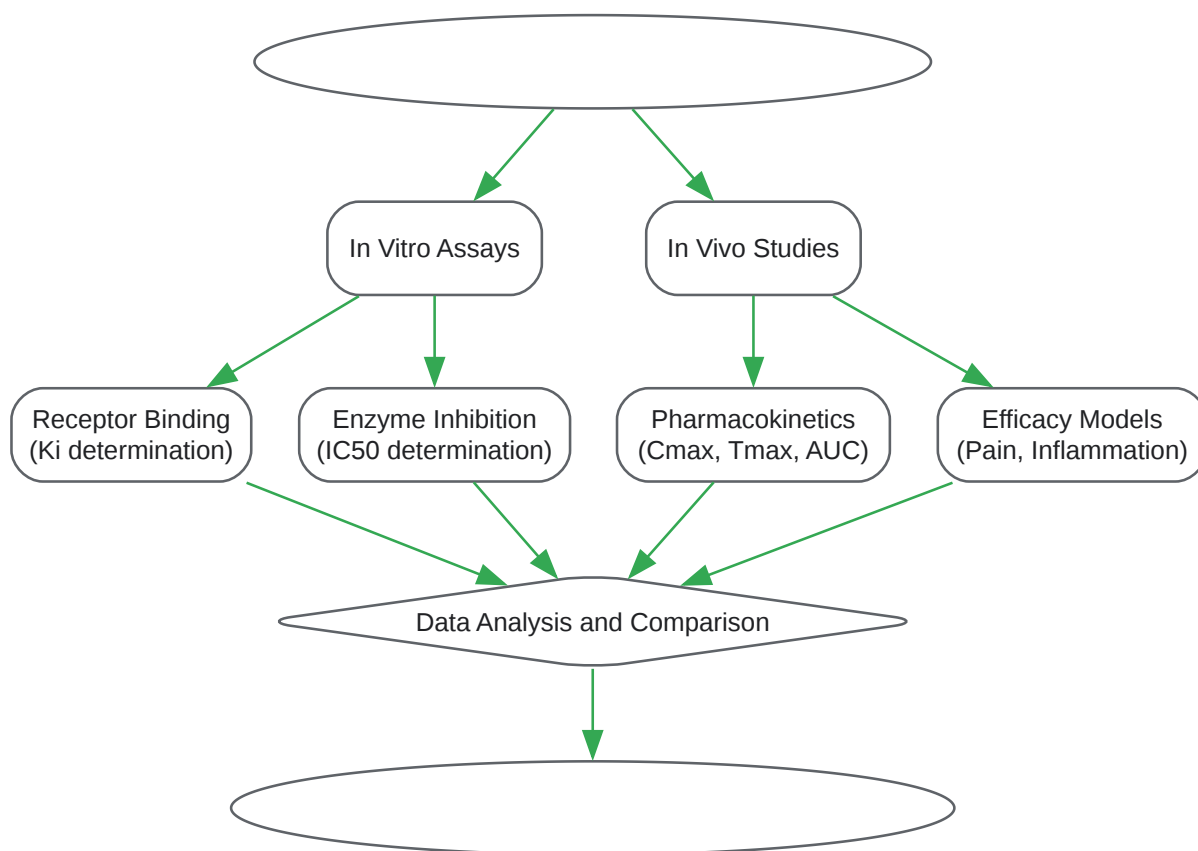 In Vitro Assays
In Vivo Studies
Receptor Binding
(Ki determination)
Enzyme Inhibition
(IC50 determination)
Pharmacokinetics
(Cmax, Tmax, AUC)
Efficacy Models
(Pain, Inflammation)
Data Analysis and Comparison